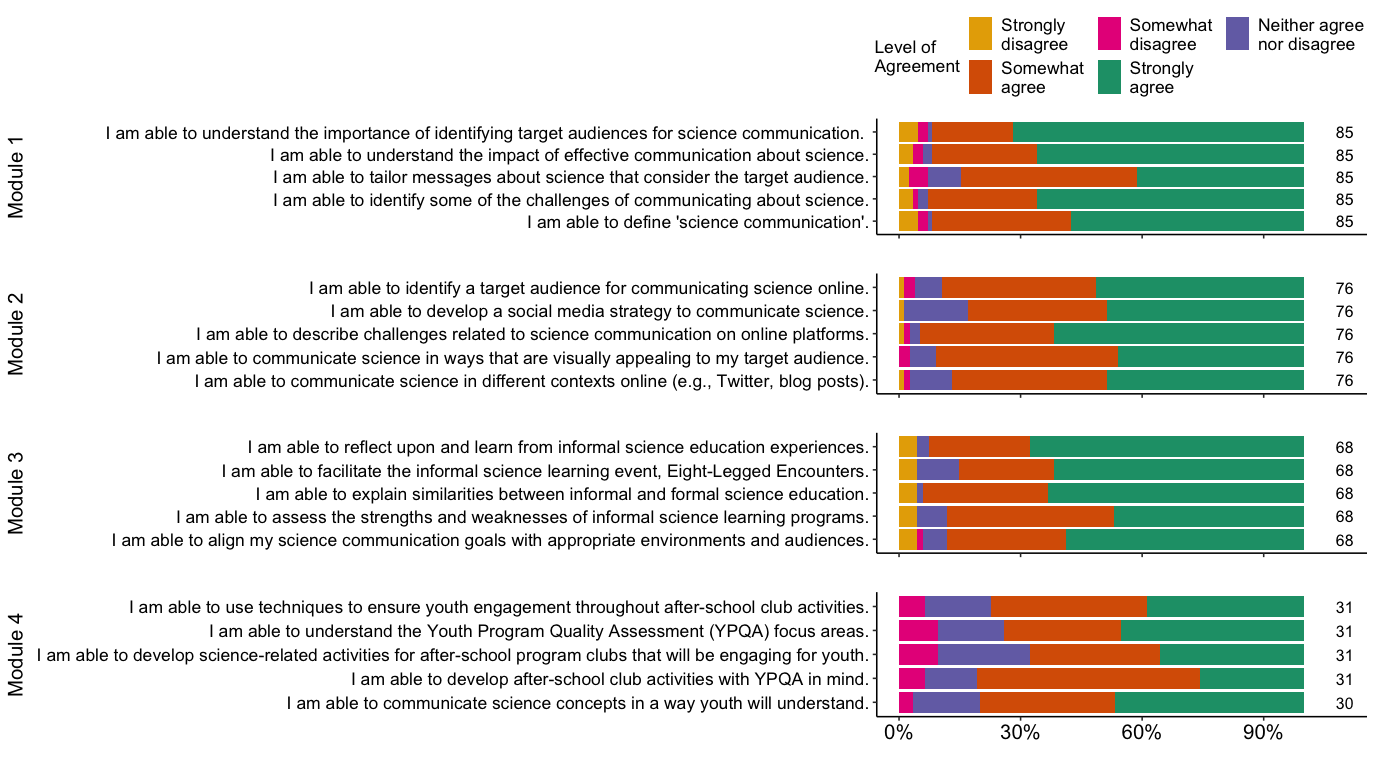 Level of
Agreement
Strongly
disagree
Somewhat
disagree
Neither agree
nor disagree
Somewhat
agree
Strongly
agree
Module 1
I am able to understand the importance of identifying target audiences for science communication. 85
I am able to understand the impact of effective communication about science. 85
I am able to tailor messages about science that consider the target audience. 85
I am able to identify some of the challenges of communicating about science. 85
I am able to define 'science communication'. 85
Module 2
I am able to identify a target audience for communicating science online. 76
I am able to develop a social media strategy to communicate science. 76
I am able to describe challenges related to science communication on online platforms. 76
I am able to communicate science in ways that are visually appealing to my target audience. 76
I am able to communicate science in different contexts online (e.g., Twitter, blog posts). 76
Module 3
I am able to reflect upon and learn from informal science education experiences. 68
I am able to facilitate the informal science learning event, Eight-Legged Encounters. 68
I am able to explain similarities between informal and formal science education. 68
I am able to assess the strengths and weaknesses of informal science learning programs. 68
I am able to align my science communication goals with appropriate environments and audiences. 68
Module 4
I am able to use techniques to ensure youth engagement throughout after-school club activities. 31
I am able to understand the Youth Program Quality Assessment (YPQA) focus areas. 31
I am able to develop science-related activities for after-school program clubs that will be engaging for youth. 31
I am able to develop after-school club activities with YPQA in mind. 31
I am able to communicate science concepts in a way youth will understand. 30
0% 30% 60% 90%